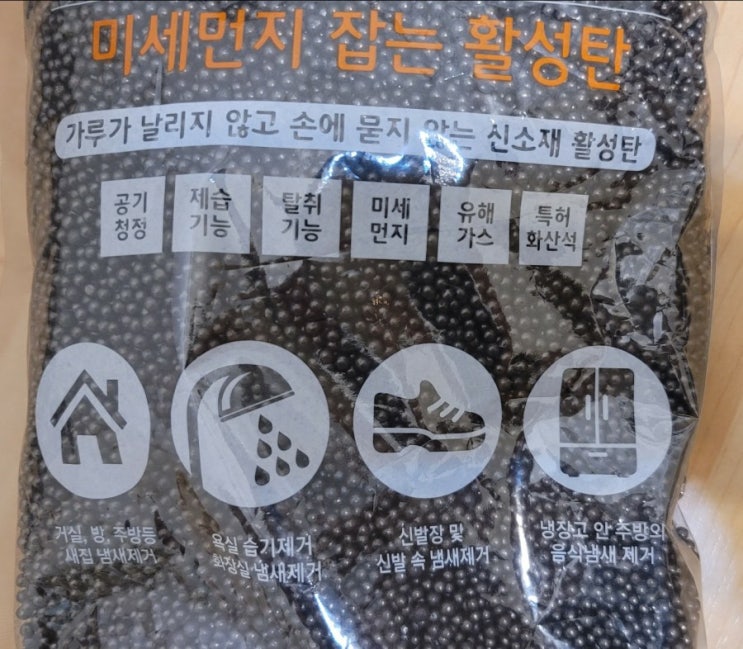 미세먼지 잡는 활성탄
가루가 날리지 않고 손에 묻지 않는 신소재 활성탄
공기
청정
제습
기능
탈취
기능
미세
먼지
유해
가스
특허
화산석
거실, 방, 주방등
새집 냄새제거
욕실 습기제거
화장실 냄새제거
신발장 및
신발 속 냄새제거
냉장고 안 주방의
음식냄새 제거